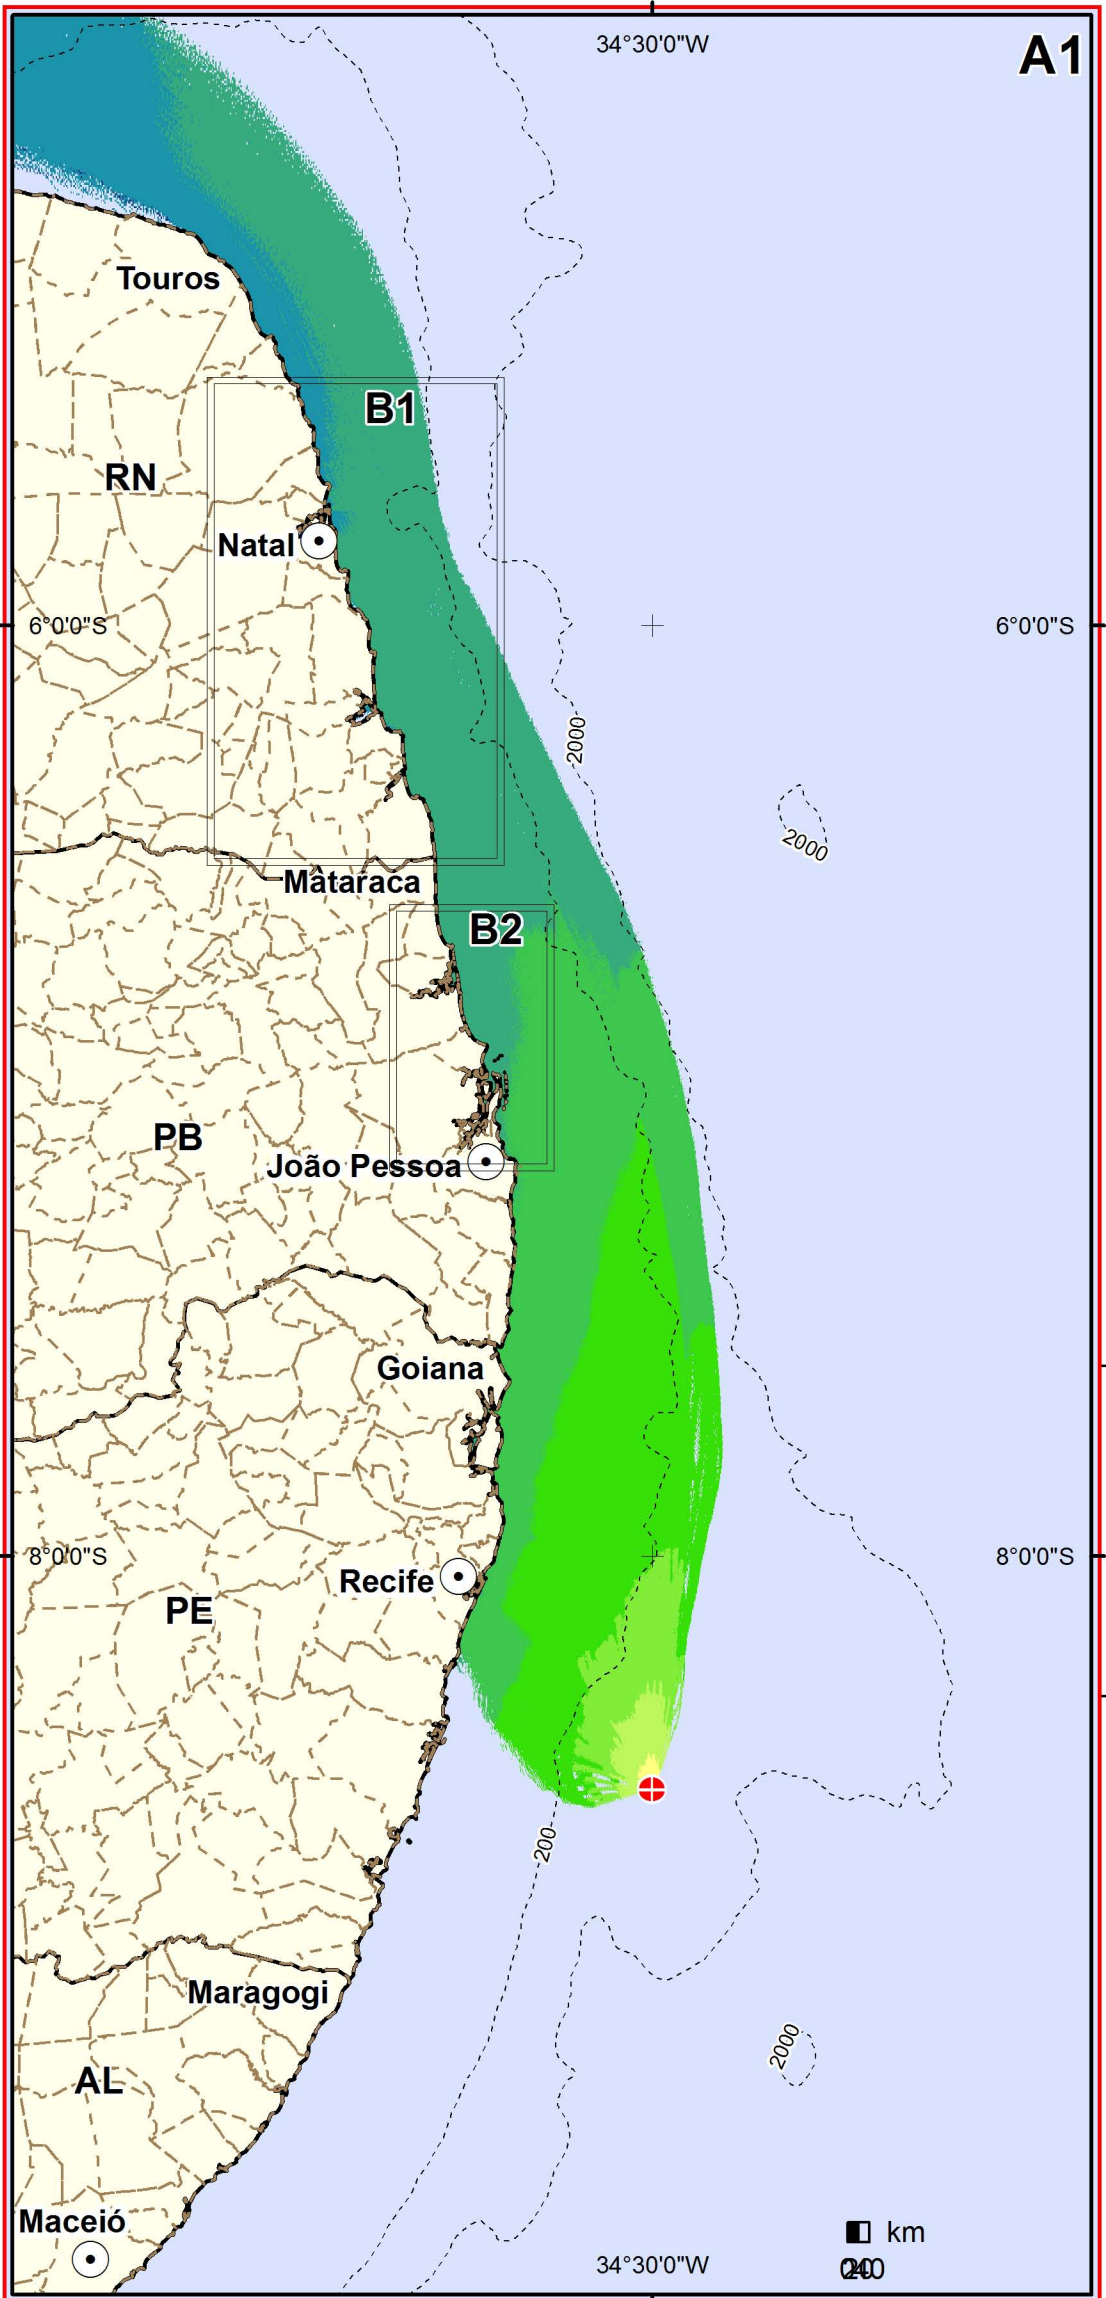 34°30'0"W
A1
Touros
B1
RN
Natal
6°0'0"S
6°0'0"S
2000
2000
Mataraca
B2
PB
João Pessoa
Goiana
8°0'0"S
8°0'0"S
Recife
PE
200
Maragogi
2000
AL
Maceió
km
34°30'0"W